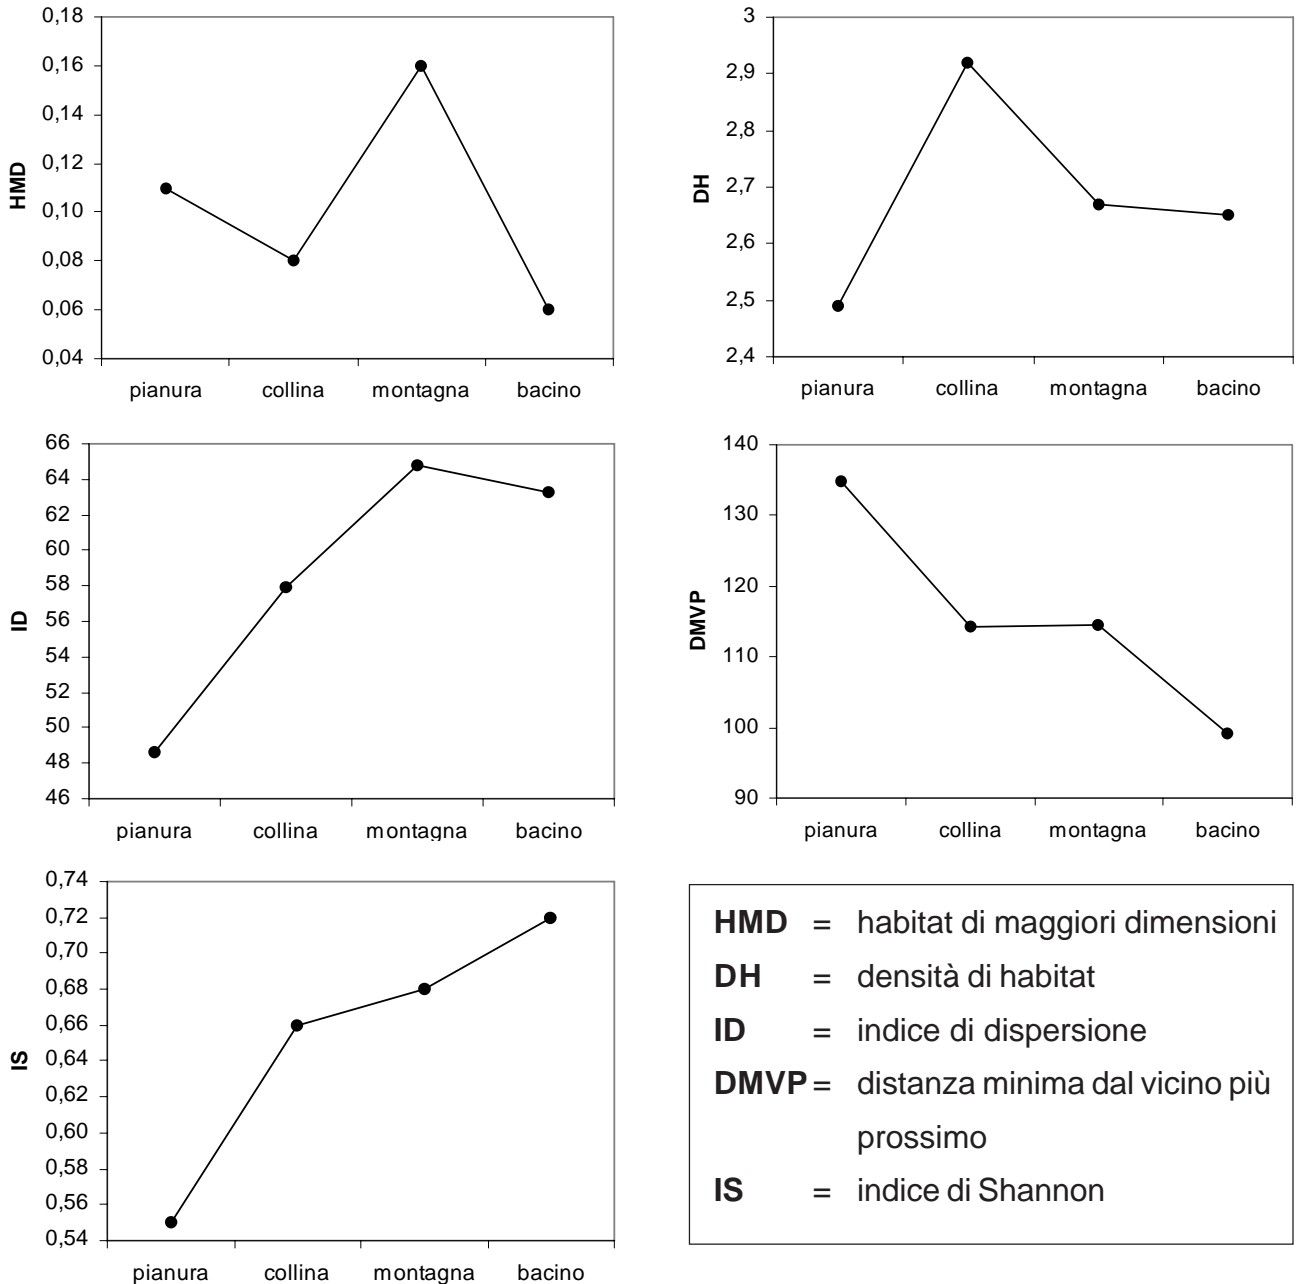 0,18
0,16
0,14
0,12
0,10
0,08
0,06
0,04
HMD
pianura collina montagna bacino
3
2,9
2,8
2,7
2,6
2,5
2,4
DH
pianura collina montagna bacino
66
64
62
60
58
56
54
52
50
48
46
ID
pianura collina montagna bacino
140
130
120
110
100
90
DMVP
pianura collina montagna bacino
0,74
0,72
0,70
0,68
0,66
0,64
0,62
0,60
0,58
0,56
0,54
IS
pianura collina montagna bacino
HMD = habitat di maggiori dimensioni
DH = densità di habitat
ID = indice di dispersione
DMVP = distanza minima dal vicino più
prossimo
IS = indice di Shannon